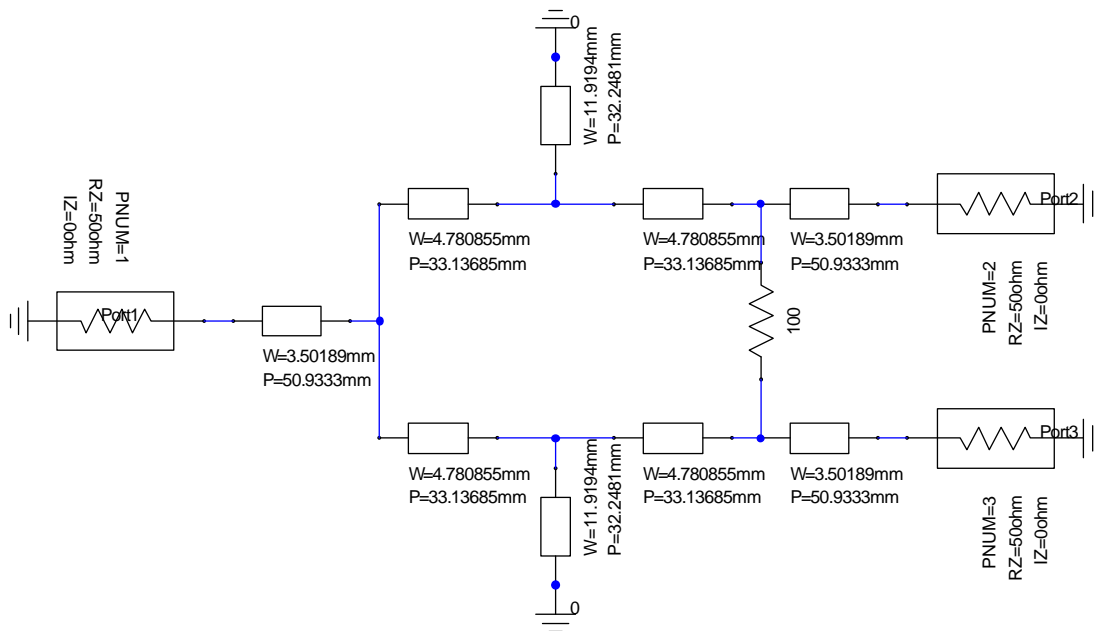 0
W=11.9194mm
P=32.2481mm
PNUM=1
RZ=50ohm
IZ=0ohm
Port1
W=3.50189mm
P=50.9333mm
W=4.780855mm
P=33.13685mm
W=4.780855mm
P=33.13685mm
W=3.50189mm
P=50.9333mm
Port2
PNUM=2
RZ=50ohm
IZ=0ohm
100
W=4.780855mm
P=33.13685mm
W=11.9194mm
P=32.2481mm
0
W=4.780855mm
P=33.13685mm
W=3.50189mm
P=50.9333mm
Port3
PNUM=3
RZ=50ohm
IZ=0ohm